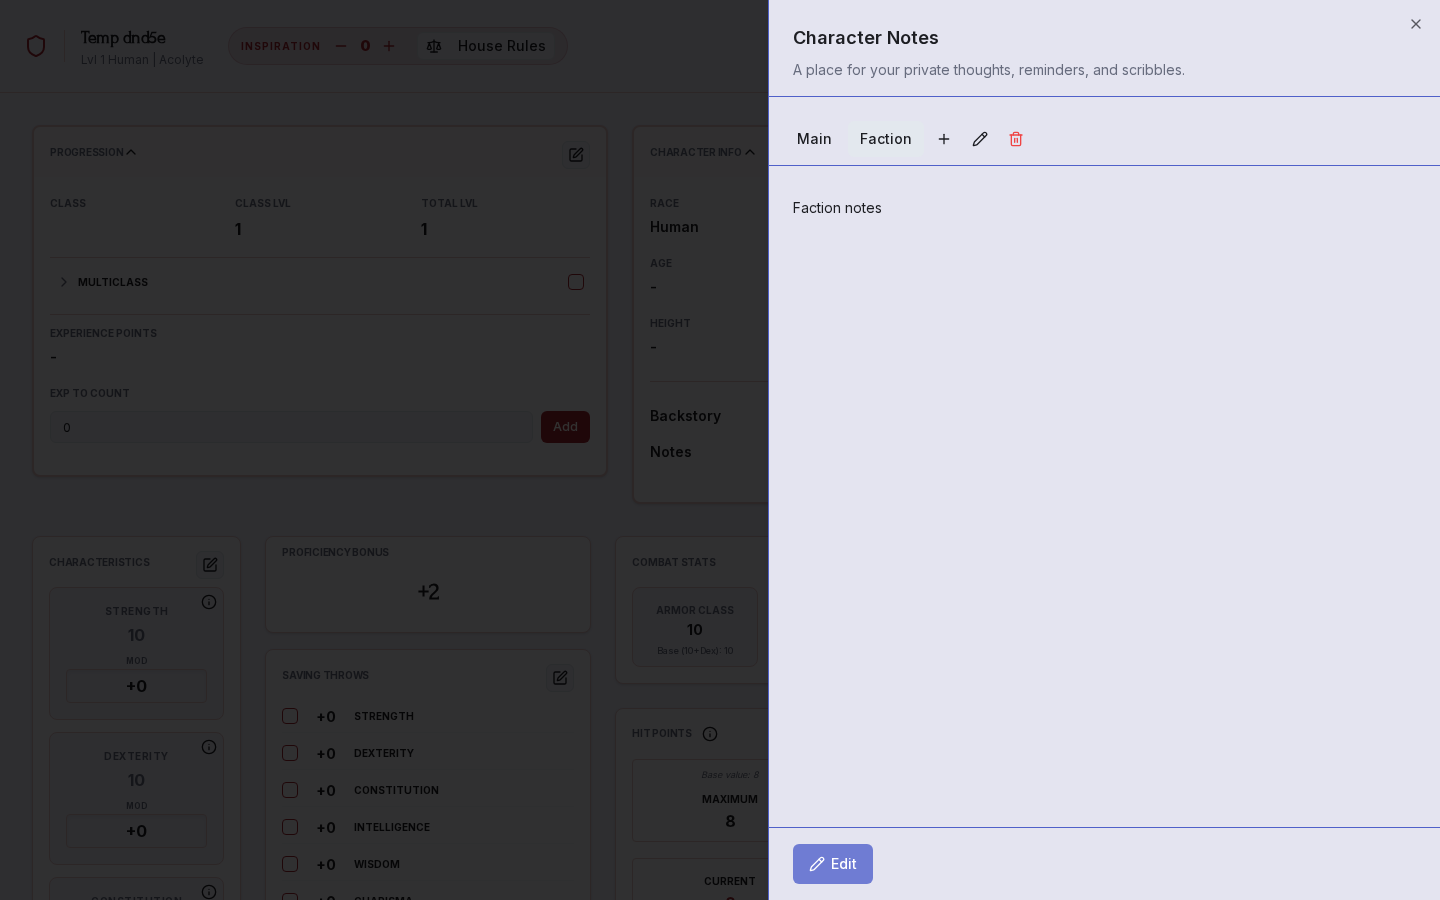 Temp dnd5e
Lvl 1 Human | Acolyte
INSPIRATION
0
House Rules
PROGRESSION
CLASS
CLASS LVL
TOTAL LVL
1
1
MULTICLASS
EXPERIENCE POINTS
-
EXP TO COUNT
0
Add
CHARACTER INFO
RACE
Human
AGE
-
HEIGHT
-
Backstory
Notes
CHARACTERISTICS
STRENGTH
10
MOD
+0
DEXTERITY
10
MOD
+0
CONSTITUTION
PROFICIENCY BONUS
+2
SAVING THROWS
+0 STRENGTH
+0 DEXTERITY
+0 CONSTITUTION
+0 INTELLIGENCE
+0 WISDOM
+0 CHARISMA
COMBAT STATS
ARMOR CLASS
10
Base (10+Dex): 10
HIT POINTS
Base value: 8
MAXIMUM
8
CURRENT
Character Notes
A place for your private thoughts, reminders, and scribbles.
Main
Faction
Faction notes
Edit